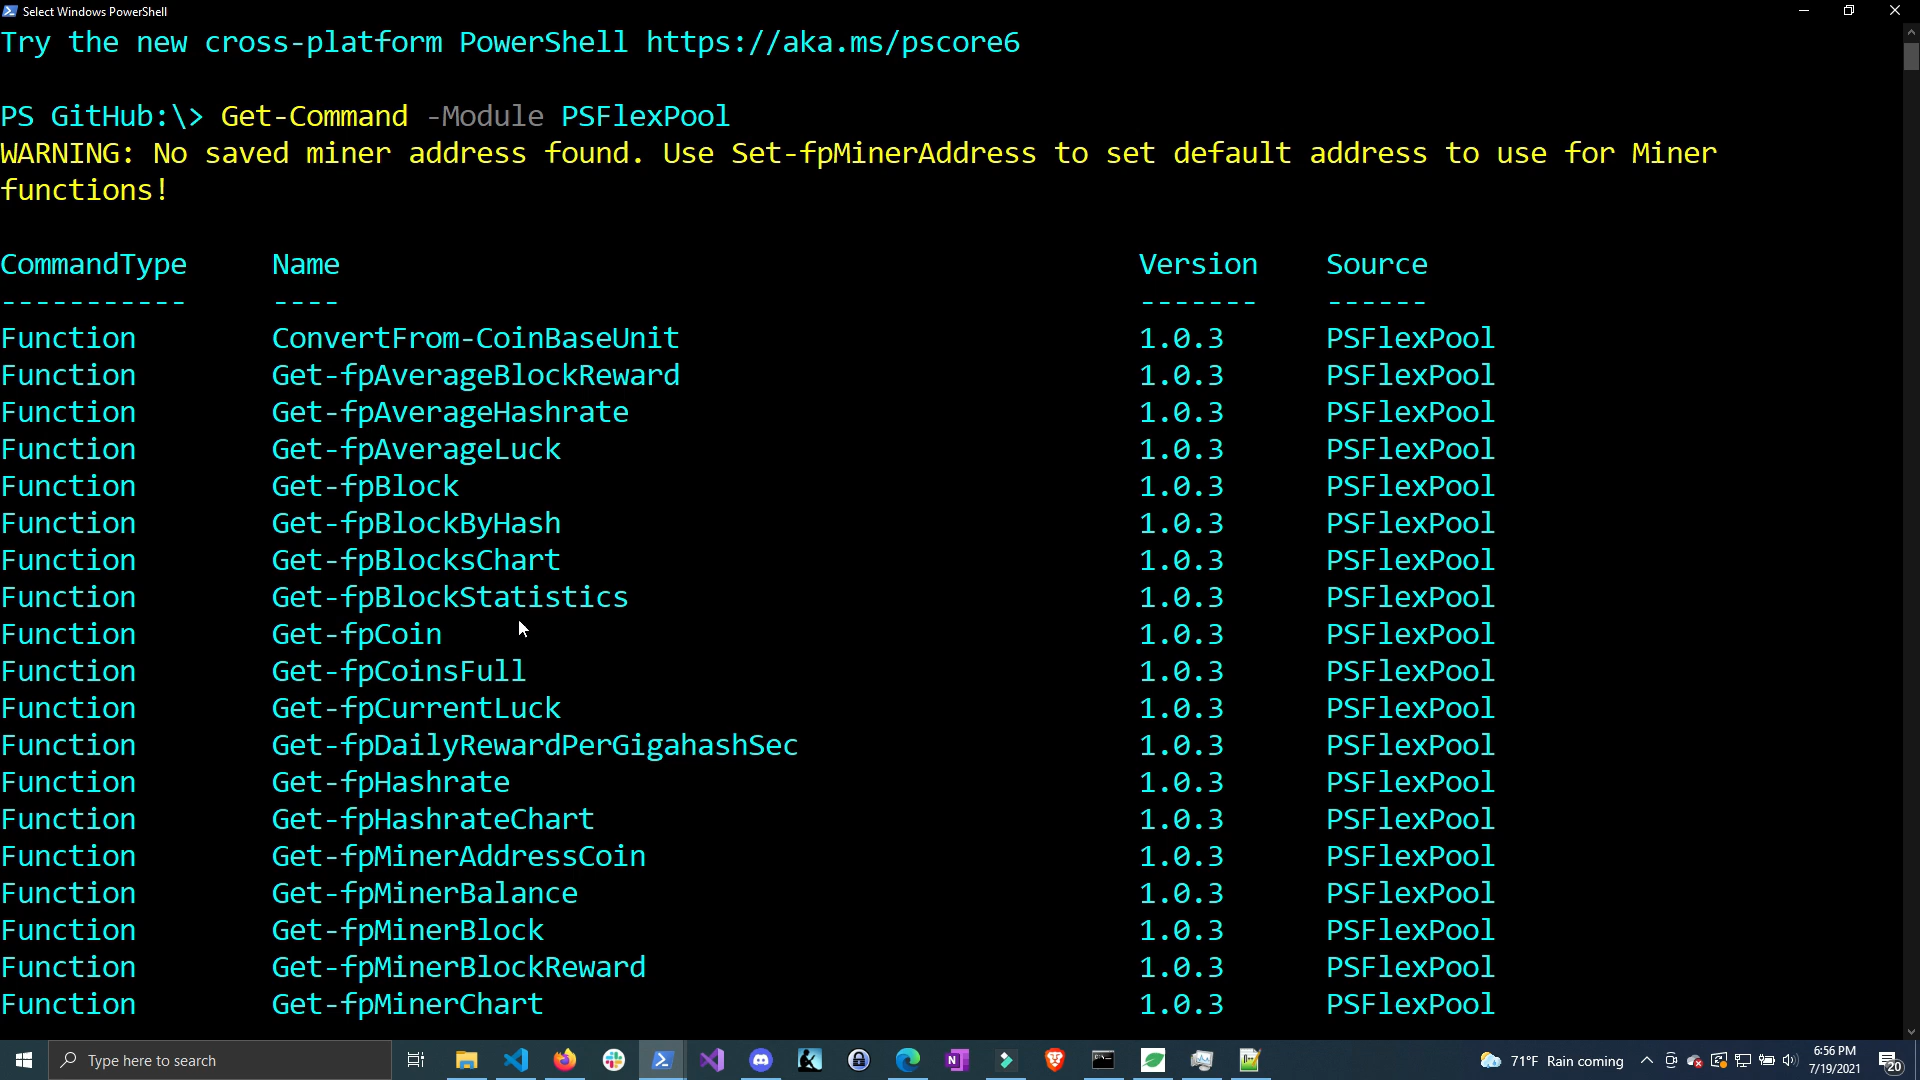 Select Windows PowerShell
Try the new cross-platform PowerShell https://aka.ms/pscore6
PS GitHub:\> Get-Command -Module PSFlexPool
WARNING: No saved miner address found. Use Set-fpMinerAddress to set default address to use for Miner
functions!
CommandType Name Version Source
----------- ---- ------- ------
Function ConvertFrom-CoinBaseUnit 1.0.3 PSFlexPool
Function Get-fpAverageBlockReward 1.0.3 PSFlexPool
Function Get-fpAverageHashrate 1.0.3 PSFlexPool
Function Get-fpAverageLuck 1.0.3 PSFlexPool
Function Get-fpBlock 1.0.3 PSFlexPool
Function Get-fpBlockByHash 1.0.3 PSFlexPool
Function Get-fpBlocksChart 1.0.3 PSFlexPool
Function Get-fpBlockStatistics 1.0.3 PSFlexPool
Function Get-fpCoin 1.0.3 PSFlexPool
Function Get-fpCoinsFull 1.0.3 PSFlexPool
Function Get-fpCurrentLuck 1.0.3 PSFlexPool
Function Get-fpDailyRewardPerGigahashSec 1.0.3 PSFlexPool
Function Get-fpHashrate 1.0.3 PSFlexPool
Function Get-fpHashrateChart 1.0.3 PSFlexPool
Function Get-fpMinerAddressCoin 1.0.3 PSFlexPool
Function Get-fpMinerBalance 1.0.3 PSFlexPool
Function Get-fpMinerBlock 1.0.3 PSFlexPool
Function Get-fpMinerBlockReward 1.0.3 PSFlexPool
Function Get-fpMinerChart 1.0.3 PSFlexPool
Type here to search
71°F Rain coming
6:56 PM
7/19/2021
20